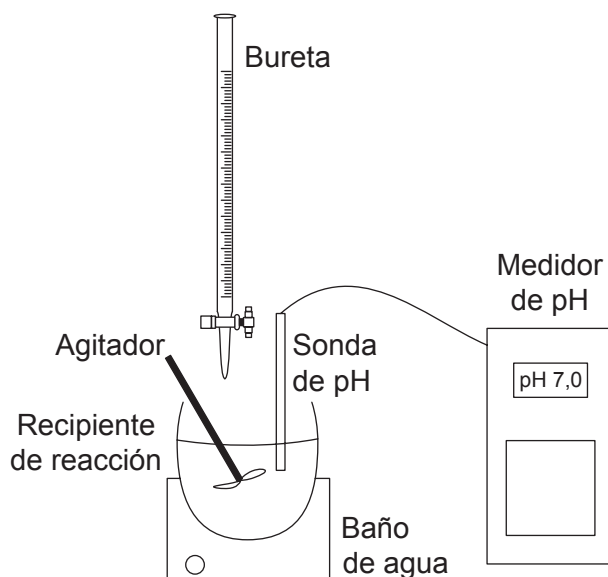 Bureta
Medidor
de pH
pH 7,0
Agitador
Sonda
de pH
Recipiente
de reacción
Baño
de agua